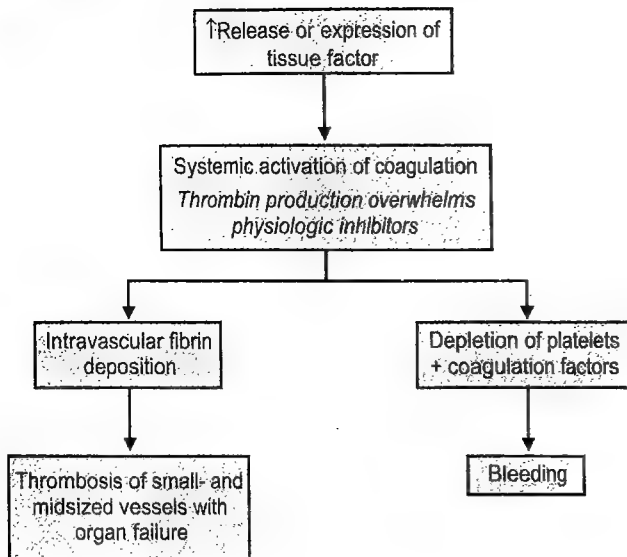 ↑Release or expression of
tissue factor
Systemic activation of coagulation
Thrombin production overwhelms
physiologic inhibitors
Intravascular fibrin
deposition
Depletion of platelets
+ coagulation factors
Thrombosis of small- and
midsized vessels with
organ failure
Bleeding